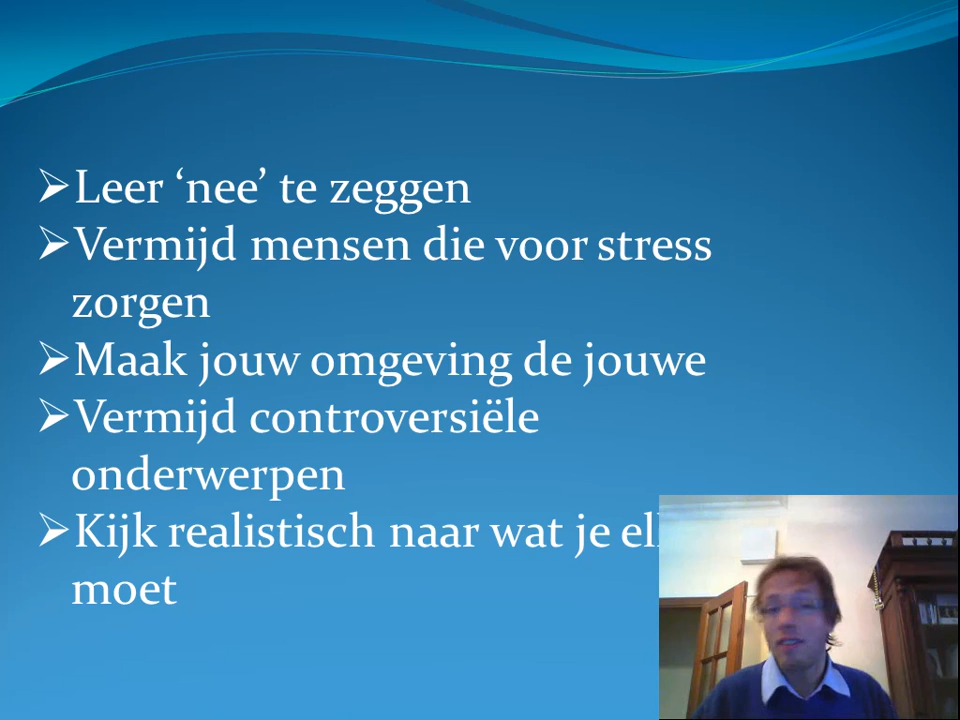 ➢Leer ‘nee’ te zeggen
➢Vermijd mensen die voor stress
zorgen
➢Maak jouw omgeving de jouwe
➢Vermijd controversiële
onderwerpen
➢Kijk realistisch naar wat je
moet